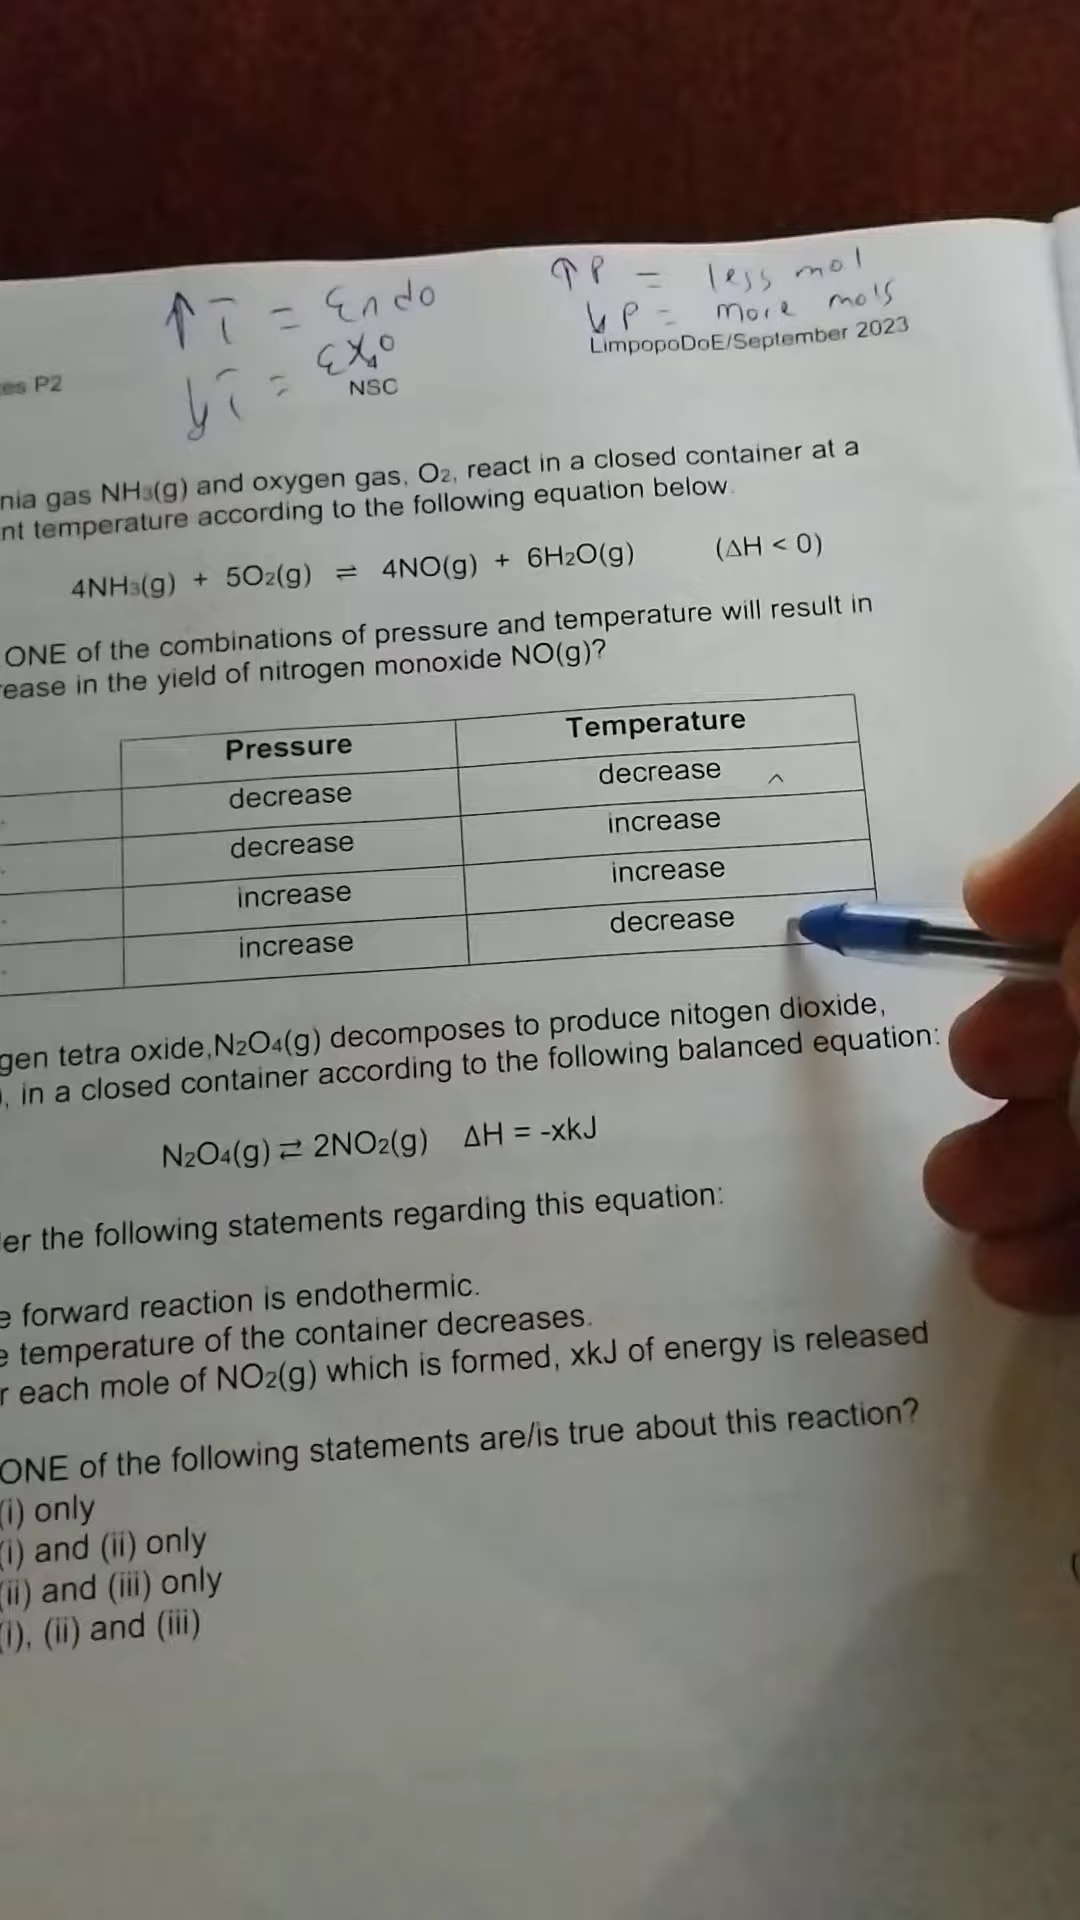 ↑T = Endo
↑P = less mol
↓P = more mols
LimpopoDoE/September 2023
↓T = Exo
es P2
NSC
nia gas NH₃(g) and oxygen gas, O₂, react in a closed container at a
nt temperature according to the following equation below.
4NH₃(g) + 5O₂(g) ⇌ 4NO(g) + 6H₂O(g) (ΔH < 0)
ONE of the combinations of pressure and temperature will result in
rease in the yield of nitrogen monoxide NO(g)?
Pressure Temperature
decrease decrease
decrease increase
increase increase
increase decrease
gen tetra oxide,N₂O₄(g) decomposes to produce nitogen dioxide,
), in a closed container according to the following balanced equation:
N₂O₄(g) ⇄ 2NO₂(g) ΔH = -xkJ
er the following statements regarding this equation:
e forward reaction is endothermic.
e temperature of the container decreases.
r each mole of NO₂(g) which is formed, xkJ of energy is released
ONE of the following statements are/is true about this reaction?
(i) only
(i) and (ii) only
(ii) and (iii) only
(i), (ii) and (iii)